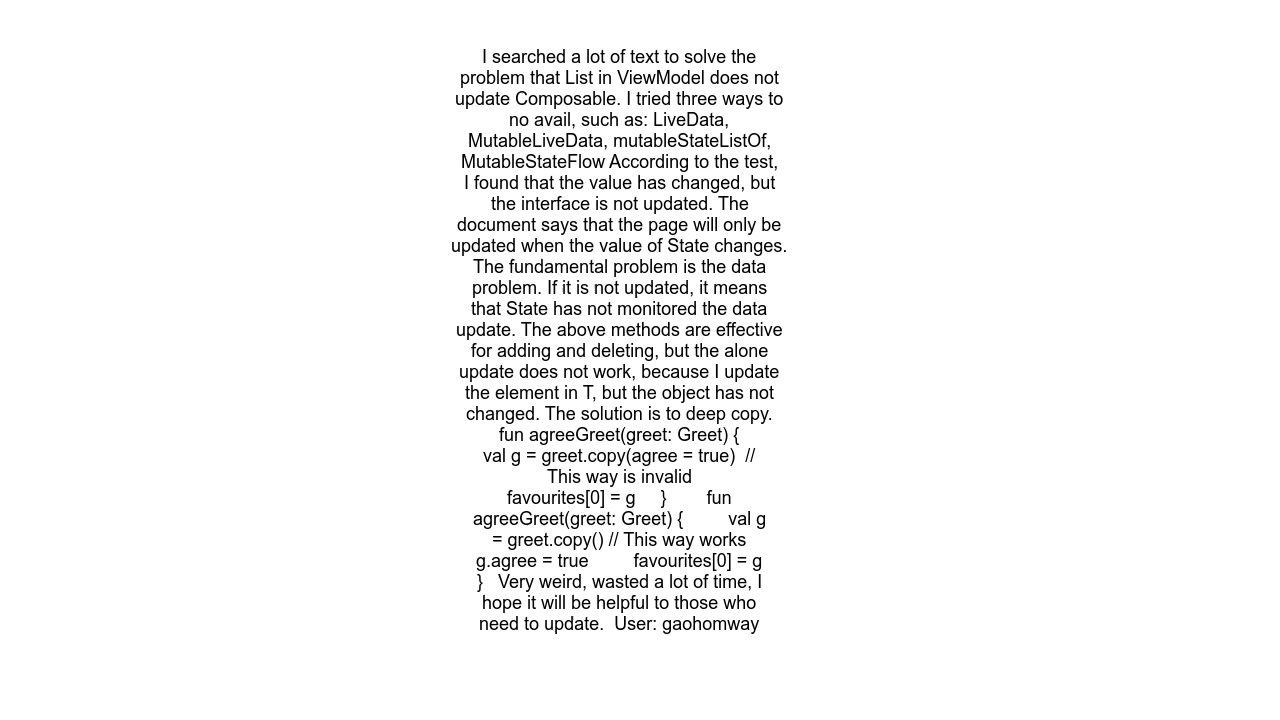 I searched a lot of text to solve the
problem that List in ViewModel does not
update Composable. I tried three ways to
no avail, such as: LiveData,
MutableLiveData, mutableStateListOf,
MutableStateFlow According to the test,
I found that the value has changed, but
the interface is not updated. The
document says that the page will only be
updated when the value of State changes.
The fundamental problem is the data
problem. If it is not updated, it means
that State has not monitored the data
update. The above methods are effective
for adding and deleting, but the alone
update does not work, because I update
the element in T, but the object has not
changed. The solution is to deep copy.
fun agreeGreet(greet: Greet) {
val g = greet.copy(agree = true)  //
This way is invalid
favourites[0] = g     }        fun
agreeGreet(greet: Greet) {         val g
= greet.copy() // This way works
g.agree = true         favourites[0] = g
}   Very weird, wasted a lot of time, I
hope it will be helpful to those who
need to update.  User: gaohomway